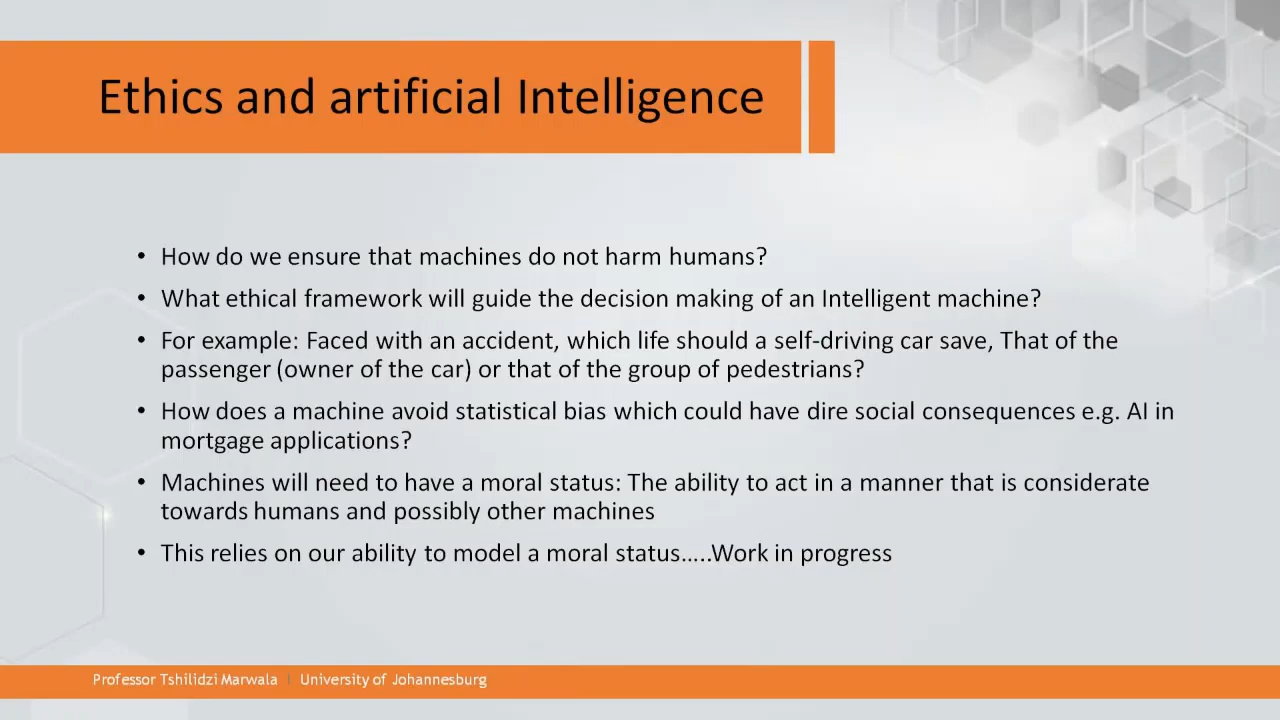 Ethics and artificial Intelligence
• How do we ensure that machines do not harm humans?
• What ethical framework will guide the decision making of an Intelligent machine?
• For example: Faced with an accident, which life should a self-driving car save, That of the
passenger (owner of the car) or that of the group of pedestrians?
• How does a machine avoid statistical bias which could have dire social consequences e.g. AI in
mortgage applications?
• Machines will need to have a moral status: The ability to act in a manner that is considerate
towards humans and possibly other machines
• This relies on our ability to model a moral status…..Work in progress
Professor Tshilidzi Marwala | University of Johannesburg